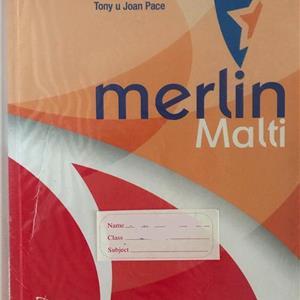 Tony u Joan Pace
merlin
Malti
Name
Class
Subject